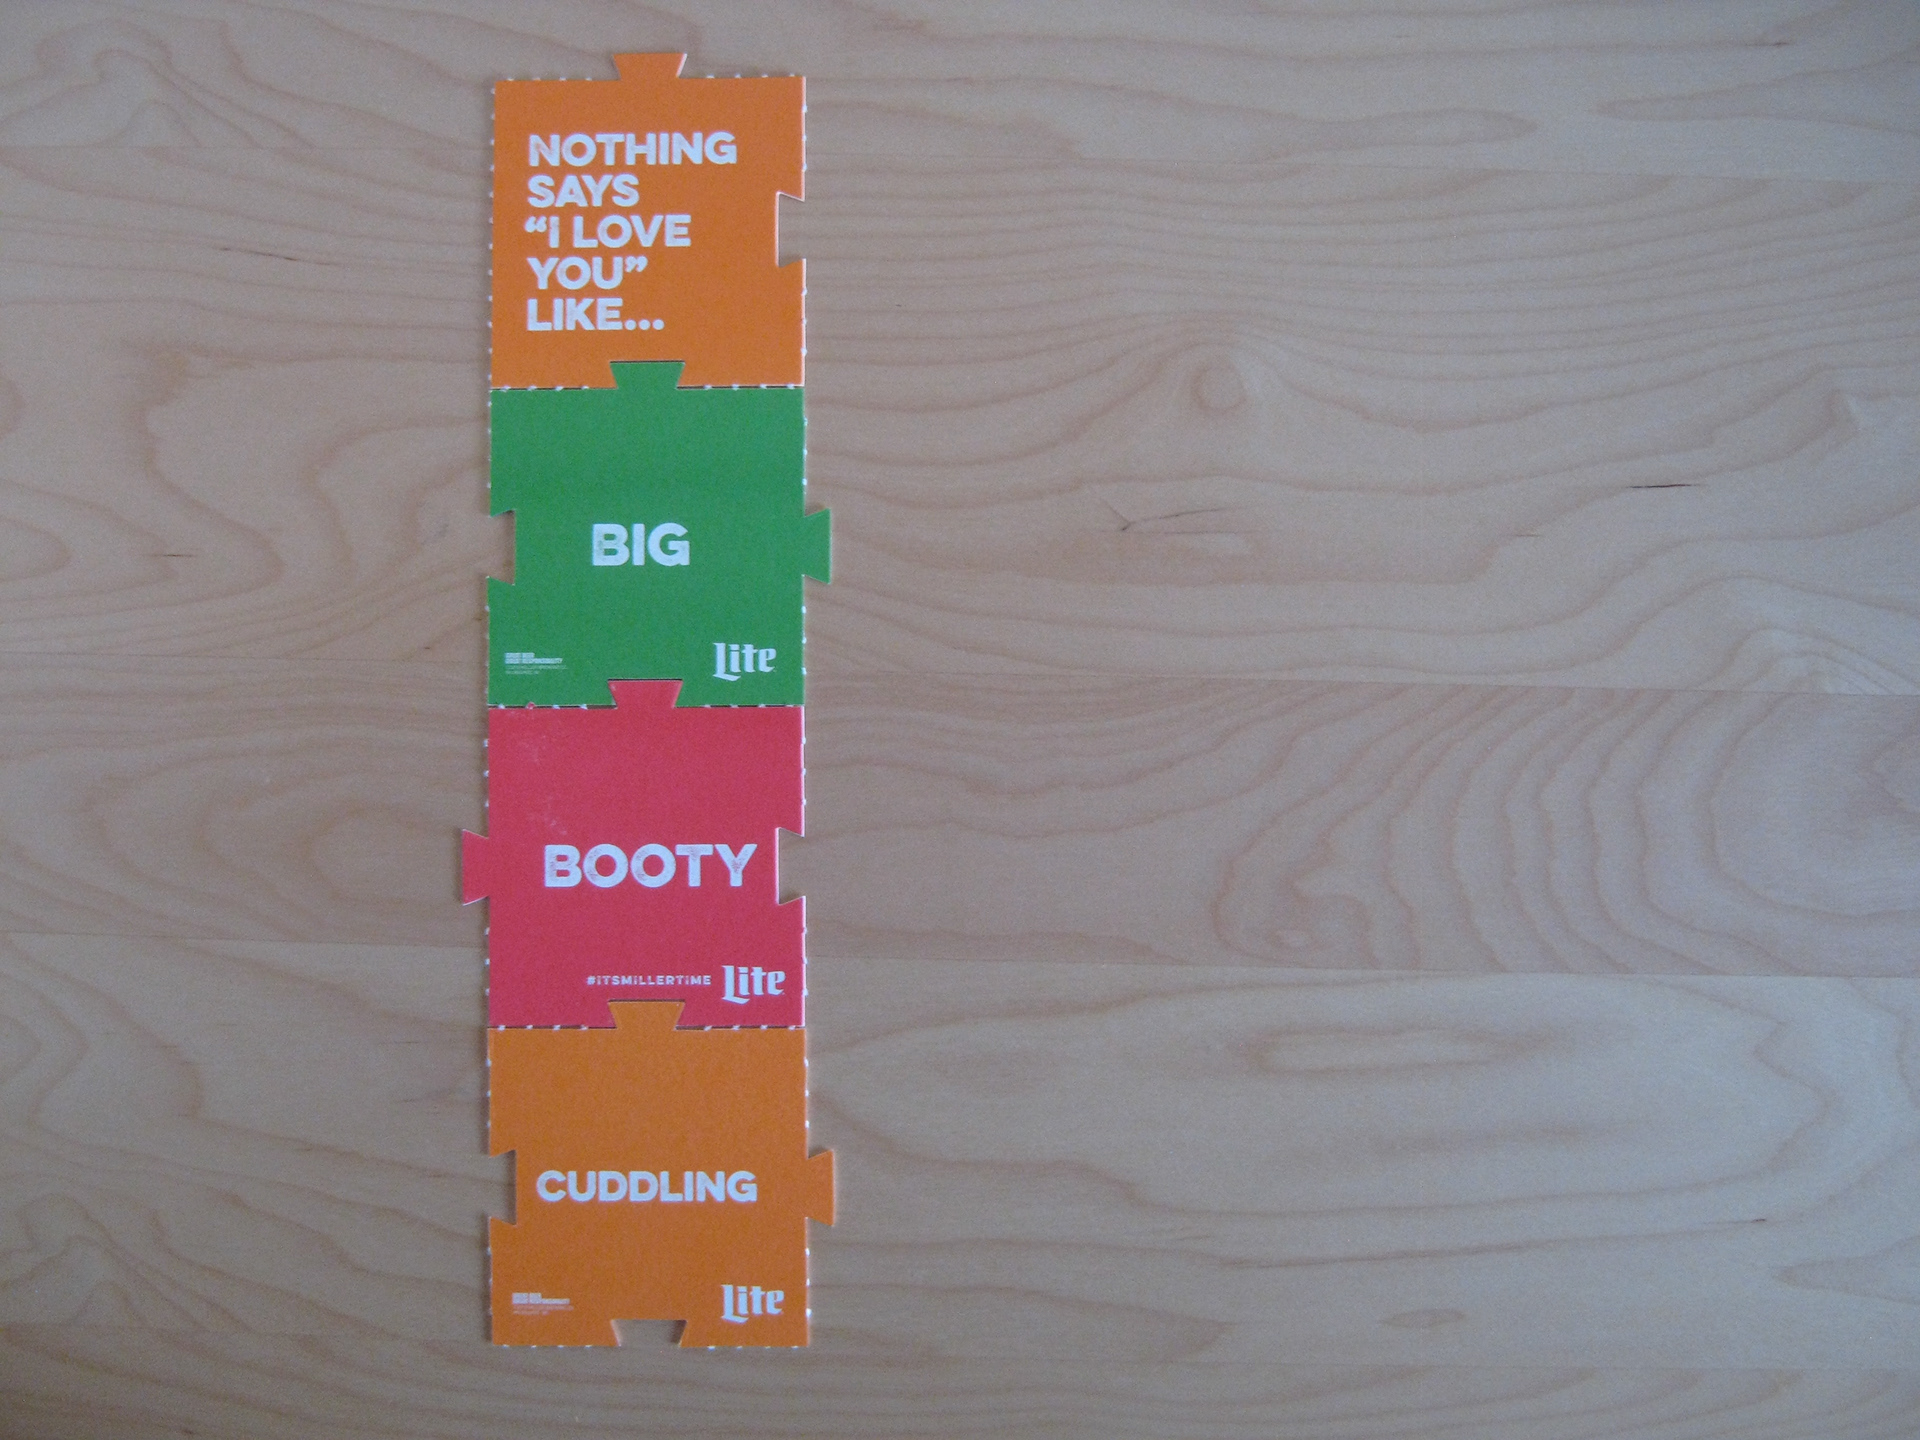 NOTHING
SAYS
“I LOVE
YOU”
LIKE...
BIG
Lite
BOOTY
#ITSMILLERTIME Lite
CUDDLING
Lite